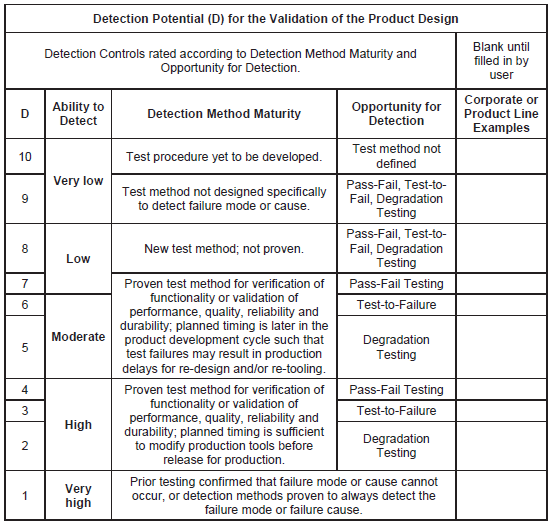 Detection Potential (D) for the Validation of the Product Design
Detection Controls rated according to Detection Method Maturity and
Opportunity for Detection.
Blank until
filled in by
user
D
Ability to
Detect
Detection Method Maturity
Opportunity for
Detection
Corporate or
Product Line
Examples
10
Very low
Test procedure yet to be developed.
Test method not
defined
9
Test method not designed specifically
to detect failure mode or cause.
Pass-Fail, Test-to-
Fail, Degradation
Testing
8
Low
New test method; not proven.
Pass-Fail, Test-to-
Fail, Degradation
Testing
7
Proven test method for verification of
functionality or validation of
performance, quality, reliability and
durability; planned timing is later in the
product development cycle such that
test failures may result in production
delays for re-design and/or re-tooling.
Pass-Fail Testing
6
Moderate
Test-to-Failure
5
Degradation
Testing
4
High
Proven test method for verification of
functionality or validation of
performance, quality, reliability and
durability; planned timing is sufficient
to modify production tools before
release for production.
Pass-Fail Testing
3
Test-to-Failure
2
Degradation
Testing
1
Very
high
Prior testing confirmed that failure mode or cause cannot
occur, or detection methods proven to always detect the
failure mode or failure cause.